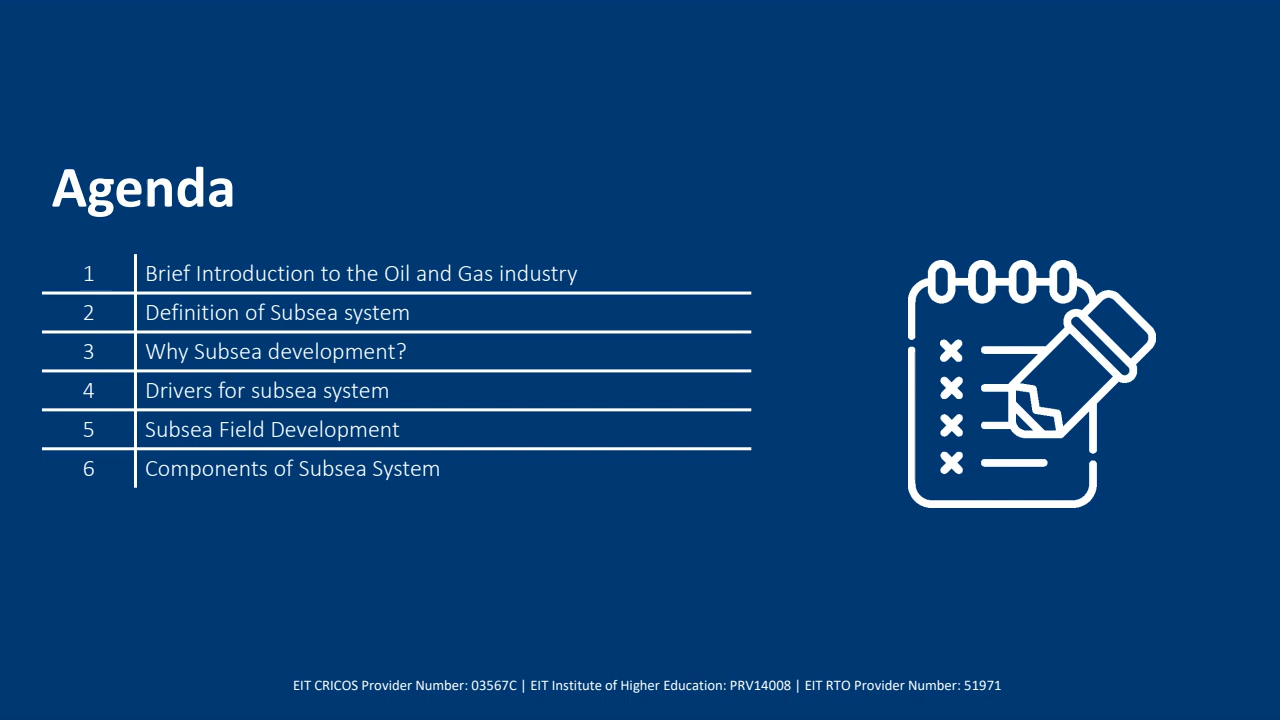 Agenda
1 Brief Introduction to the Oil and Gas industry
2 Definition of Subsea system
3 Why Subsea development?
4 Drivers for subsea system
5 Subsea Field Development
6 Components of Subsea System
EIT CRICOS Provider Number: 03567C | EIT Institute of Higher Education: PRV14008 | EIT RTO Provider Number: 51971